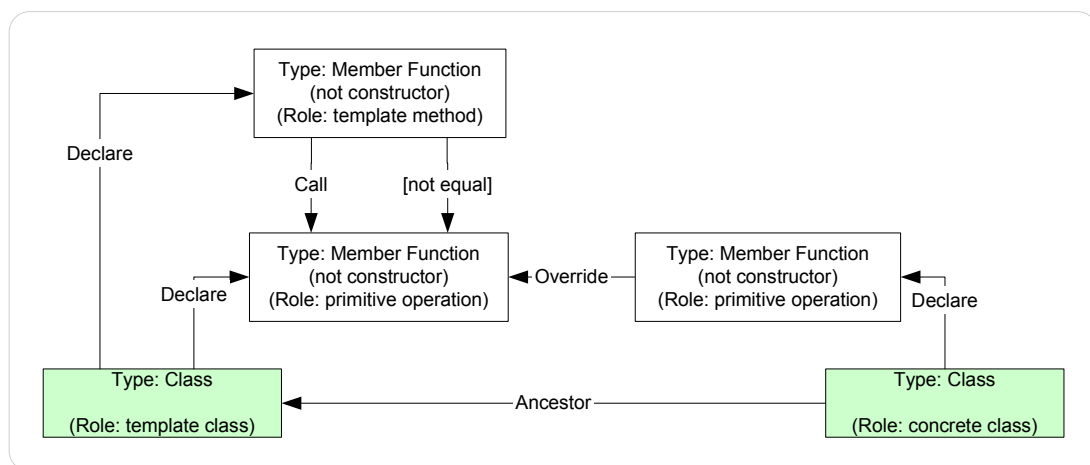 Type: Member Function
(not constructor)
(Role: template method)
Declare
Call
[not equal]
Type: Member Function
(not constructor)
(Role: primitive operation)
Override
Type: Member Function
(not constructor)
(Role: primitive operation)
Declare
Declare
Type: Class
(Role: template class)
Ancestor
Type: Class
(Role: concrete class)